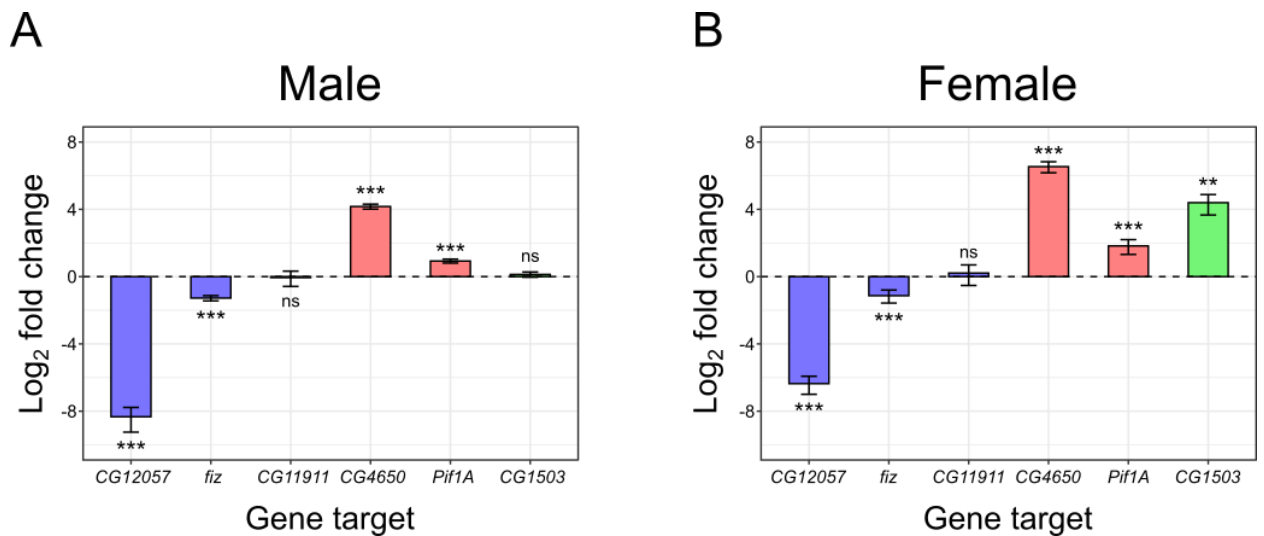 A
Male
Log2 fold change
8
4
0
-4
-8
***
***
ns
***
***
ns
CG12057 fiz CG11911 CG4650 Pif1A CG1503
Gene target
B
Female
Log2 fold change
8
4
0
-4
-8
***
***
ns
***
***
**
CG12057 fiz CG11911 CG4650 Pif1A CG1503
Gene target